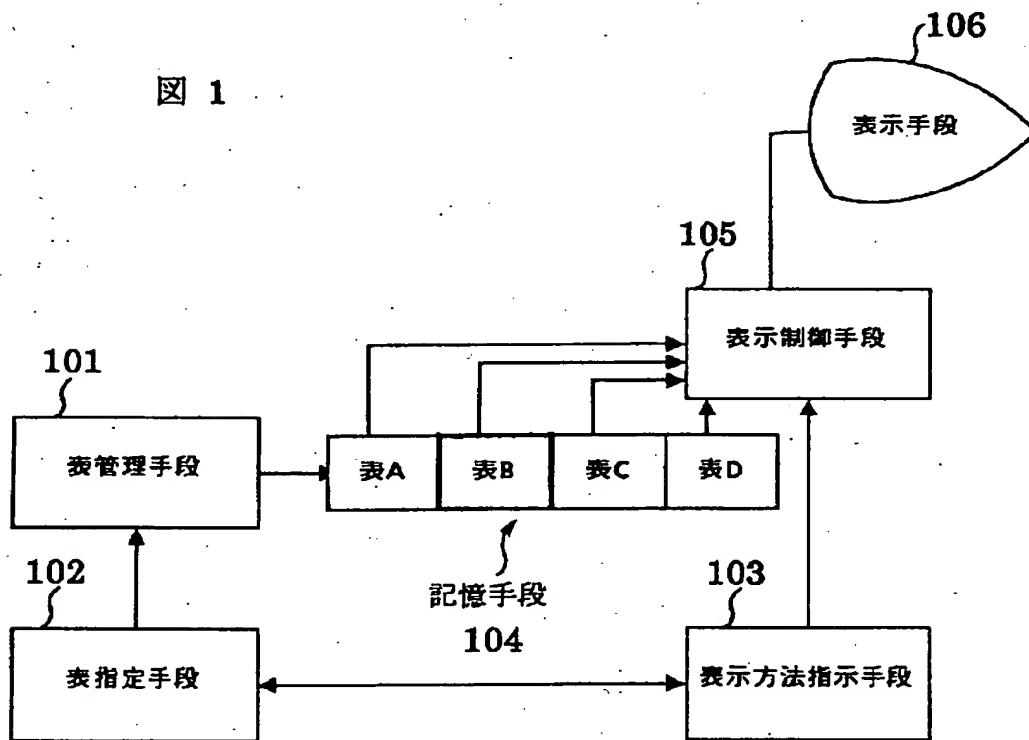 図 1
106
表示手段
105
表示制御手段
101
表管理手段
表A
表B
表C
表D
記憶手段
104
102
表指定手段
103
表示方法指示手段